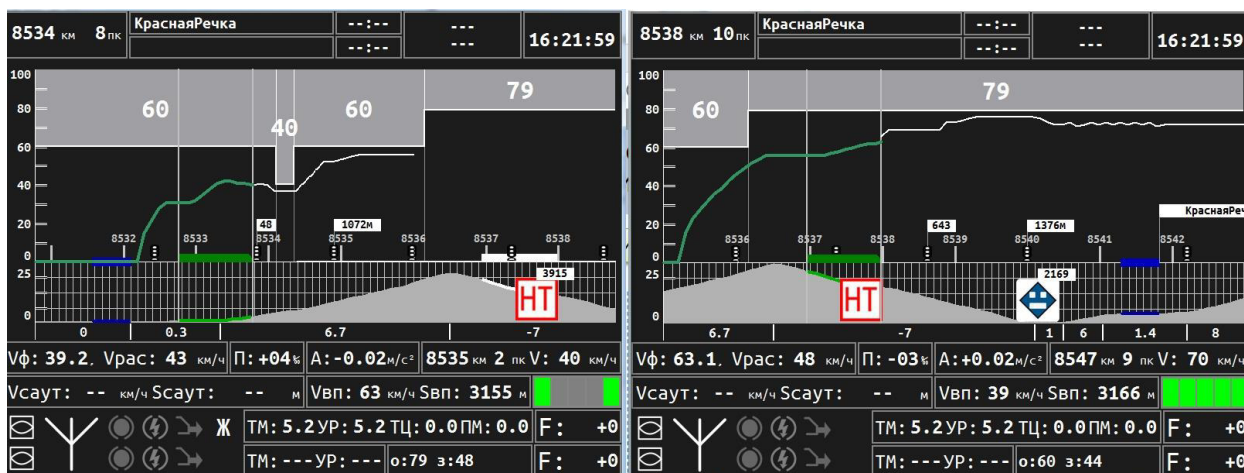 8534 км 8 пк
КраснаяРечка
--:--
---
--:--
---
16:21:59
100
80
60
40
20
0
25
0
60
40
60
79
48
1072м
8532
8533
8534
8535
8536
8537
8538
3915
НТ
0
0.3
6.7
-7
Vф: 39.2, Vрас: 43 км/ч
П: +04‰
A: -0.02м/с²
8535 км 2 пк V: 40 км/ч
Vсаут: -- км/ч Sсаут: -- м
Vвп: 63 км/ч Sвп: 3155 м
Ж
ТМ: 5.2 УР: 5.2 ТЦ: 0.0 ПМ: 0.0
F: +0
ТМ: --- УР: ---
о:79 з:48
F: +0
8538 км 10 пк
КраснаяРечка
--:--
---
--:--
---
16:21:59
100
80
60
40
20
0
25
0
60
79
КраснаяРеч
643
1376м
8536
8537
8538
8539
8540
8541
8542
2169
НТ
6.7
-7
1
6
1.4
8
Vф: 63.1, Vрас: 48 км/ч
П: -03‰
A: +0.02м/с²
8547 км 9 пк V: 70 км/ч
Vсаут: -- км/ч Sсаут: -- м
Vвп: 39 км/ч Sвп: 3166 м
ТМ: 5.2 УР: 5.2 ТЦ: 0.0 ПМ: 0.0
F: +0
ТМ: --- УР: ---
о:60 з:44
F: +0